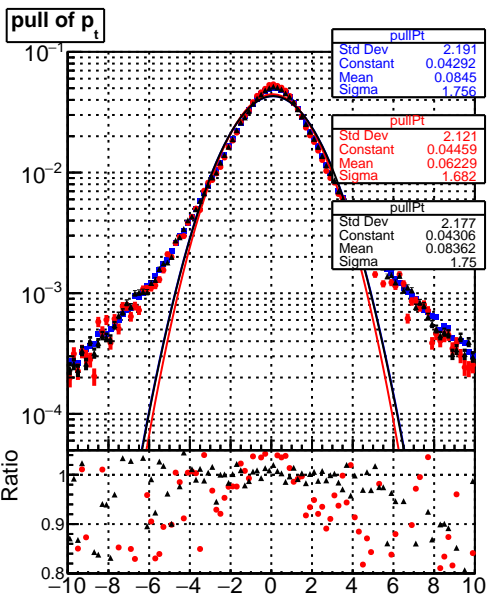 pull of p_t
pullPt
Std Dev 2.191
Constant 0.04292
Mean 0.0845
Sigma 1.756
pullPt
Std Dev 2.121
Constant 0.04459
Mean 0.06229
Sigma 1.682
pullPt
Std Dev 2.177
Constant 0.04306
Mean 0.08362
Sigma 1.75
10⁻¹
10⁻²
10⁻³
10⁻⁴
Ratio
1
0.9
0.8
−10 −8 −6 −4 −2 0 2 4 6 8 10